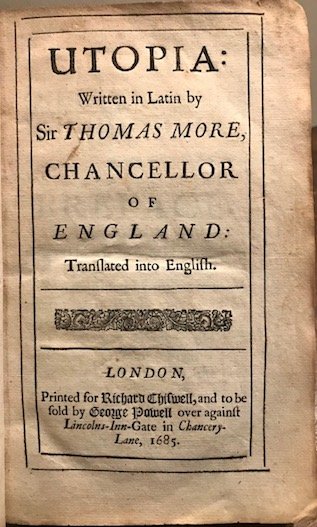 UTOPIA:
Written in Latin by
Sir THOMAS MORE,
CHANCELLOR
OF
ENGLAND:
Tranſlated into Engliſh.
LONDON,
Printed for Richard Chiſwell, and to be
ſold by George Powell over againſt
Lincolns-Inn-Gate in Chancery-
Lane, 1685.